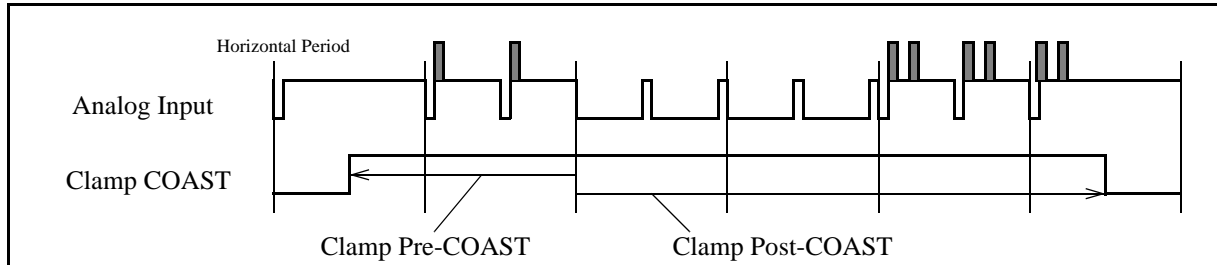 Horizontal Period
Analog Input
Clamp COAST
Clamp Pre-COAST
Clamp Post-COAST